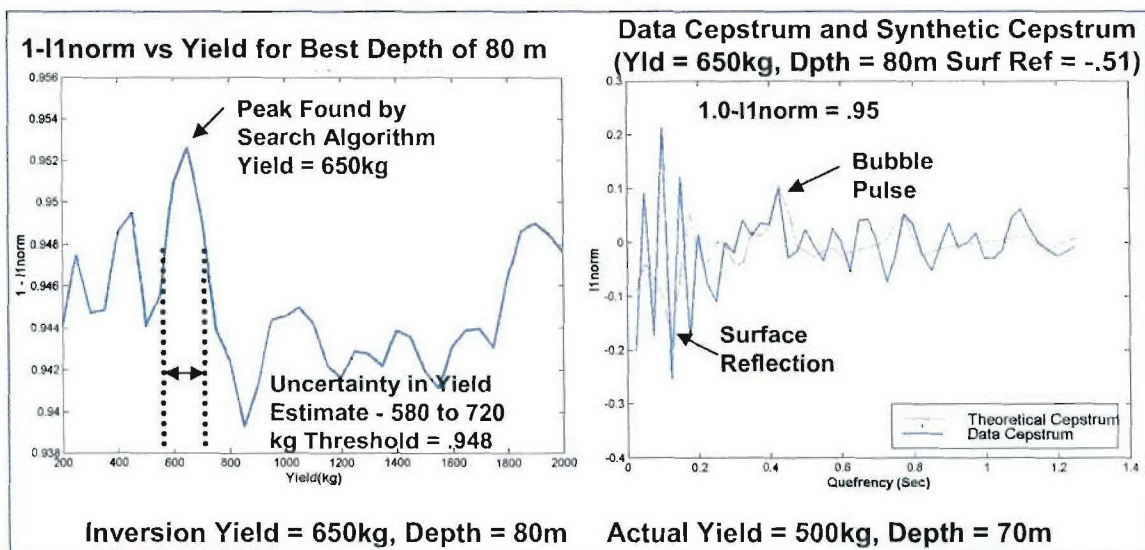 1-l1norm vs Yield for Best Depth of 80 m
0.956
0.954
0.952
0.95
0.948
0.946
0.944
0.942
0.94
0.938
1 - l1norm
Peak Found by
Search Algorithm
Yield = 650kg
Uncertainty in Yield
Estimate - 580 to 720
kg Threshold = .948
200
400
600
800
1000
1200
1400
1600
1800
2000
Yield(kg)
Data Cepstrum and Synthetic Cepstrum
(Yld = 650kg, Dpth = 80m Surf Ref = -.51)
1.0-l1norm = .95
0.3
0.2
0.1
0
-0.1
-0.2
-0.3
-0.4
l1norm
Bubble
Pulse
Surface
Reflection
Theoretical Cepstrum
Data Cepstrum
0
0.2
0.4
0.6
0.8
1
1.2
1.4
Quefrency (Sec)
Inversion Yield = 650kg, Depth = 80m
Actual Yield = 500kg, Depth = 70m